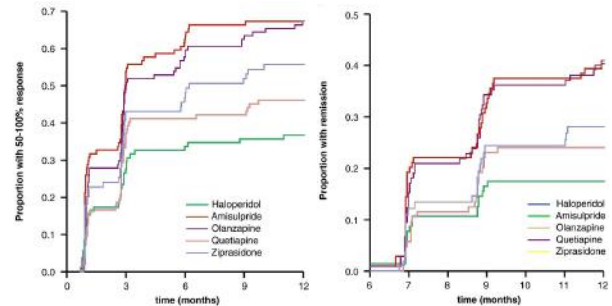 Proportion with 50-100% response
0.7
0.6
0.5
0.4
0.3
0.2
0.1
0.0
0
3
6
9
12
time (months)
Haloperidol
Amisulpride
Olanzapine
Quetiapine
Ziprasidone
Proportion with remission
0.5
0.4
0.3
0.2
0.1
0.0
6
7
8
9
10
11
12
time (months)
Haloperidol
Amisulpride
Olanzapine
Quetiapine
Ziprasidone